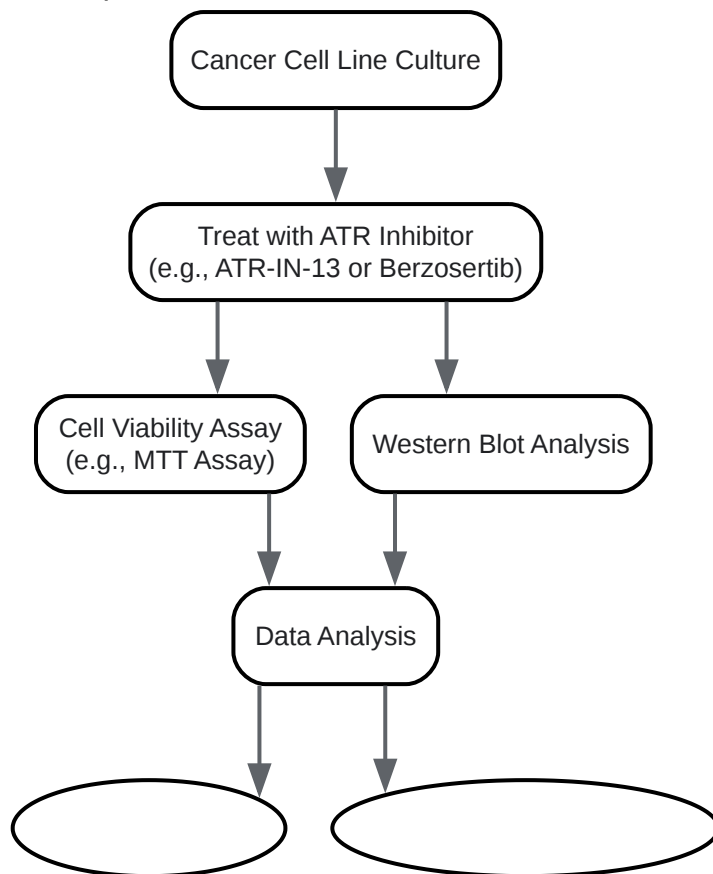 Cancer Cell Line Culture
Treat with ATR Inhibitor
(e.g., ATR-IN-13 or Berzosertib)
Cell Viability Assay
(e.g., MTT Assay)
Western Blot Analysis
Data Analysis